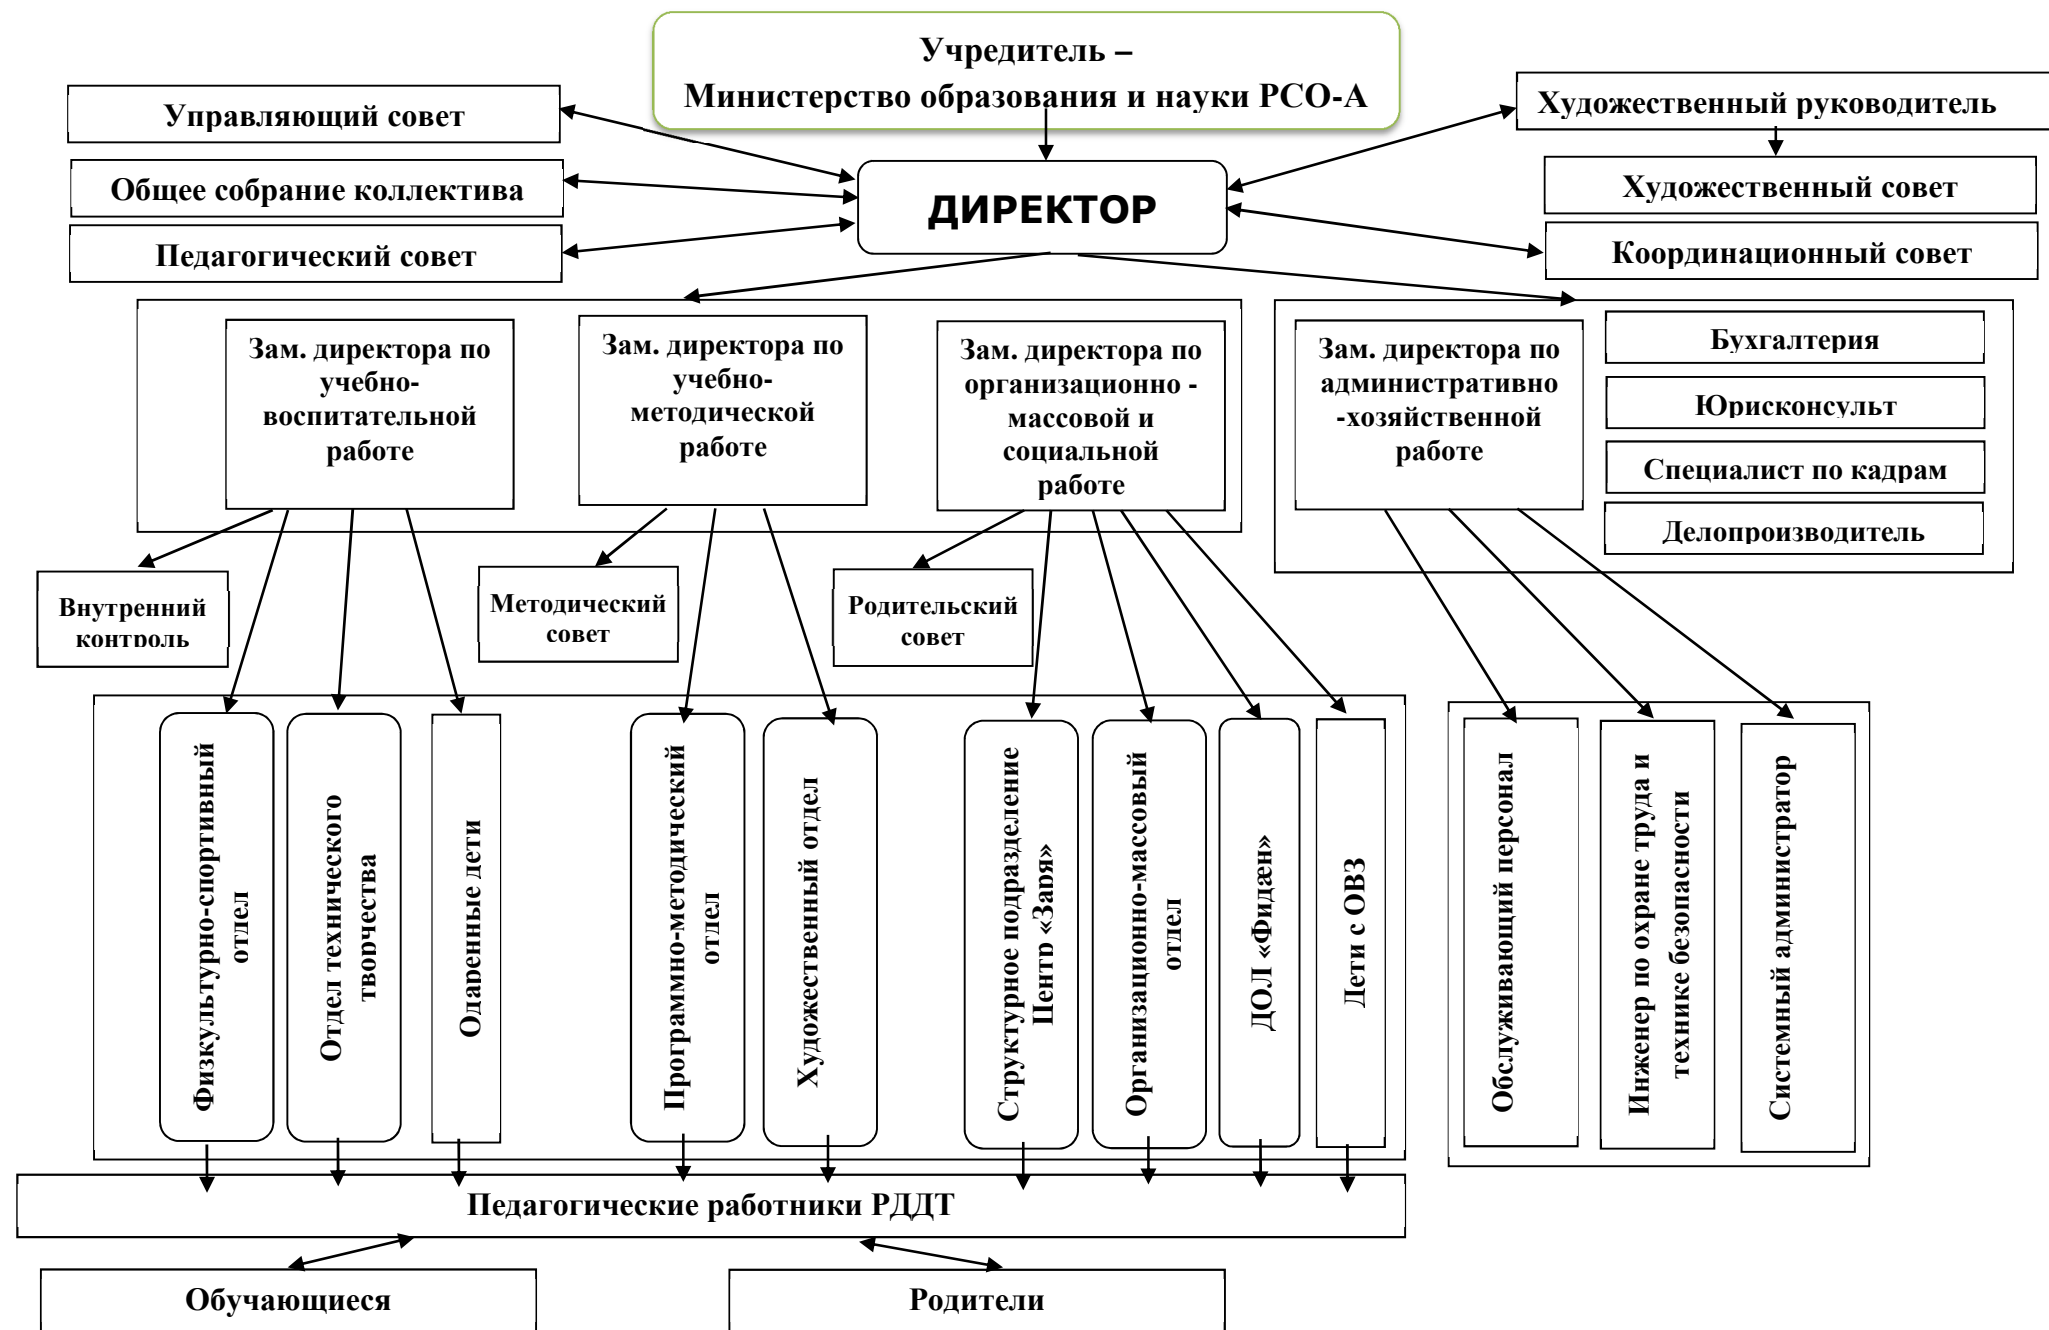 Учредитель –
Министерство образования и науки РСО-А
Управляющий совет
Общее собрание коллектива
Педагогический совет
ДИРЕКТОР
Художественный руководитель
Художественный совет
Координационный совет
Зам. директора по
учебно-
воспитательной
работе
Зам. директора по
учебно-
методической
работе
Зам. директора по
организационно -
массовой и
социальной
работе
Зам. директора по
административно
-хозяйственной
работе
Бухгалтерия
Юрисконсульт
Специалист по кадрам
Делопроизводитель
Внутренний
контроль
Методический
совет
Родительский
совет
Физкультурно-спортивный
отдел
Отдел технического
творчества
Одаренные дети
Программно-методический
отдел
Художественный отдел
Структурное подразделение
Центр «Заря»
Организационно-массовый
отдел
ДОЛ «Фидæн»
Дети с ОВЗ
Обслуживающий персонал
Инженер по охране труда и
технике безопасности
Системный администратор
Педагогические работники РДДТ
Обучающиеся
Родители